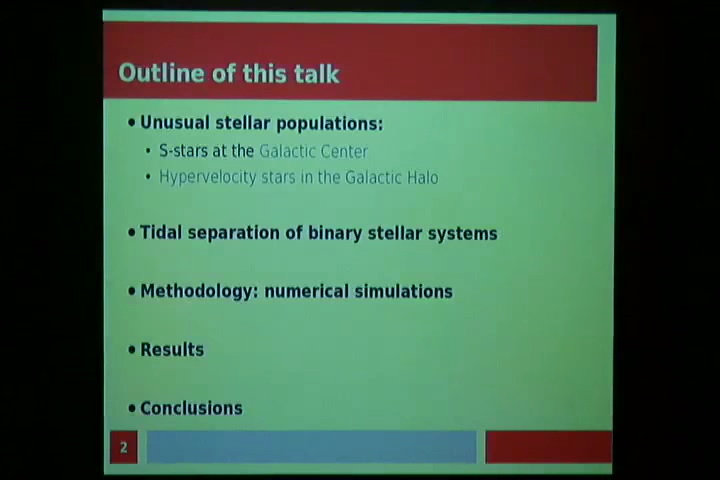 Outline of this talk
• Unusual stellar populations:
• S-stars at the Galactic Center
• Hypervelocity stars in the Galactic Halo
• Tidal separation of binary stellar systems
• Methodology: numerical simulations
• Results
• Conclusions
2